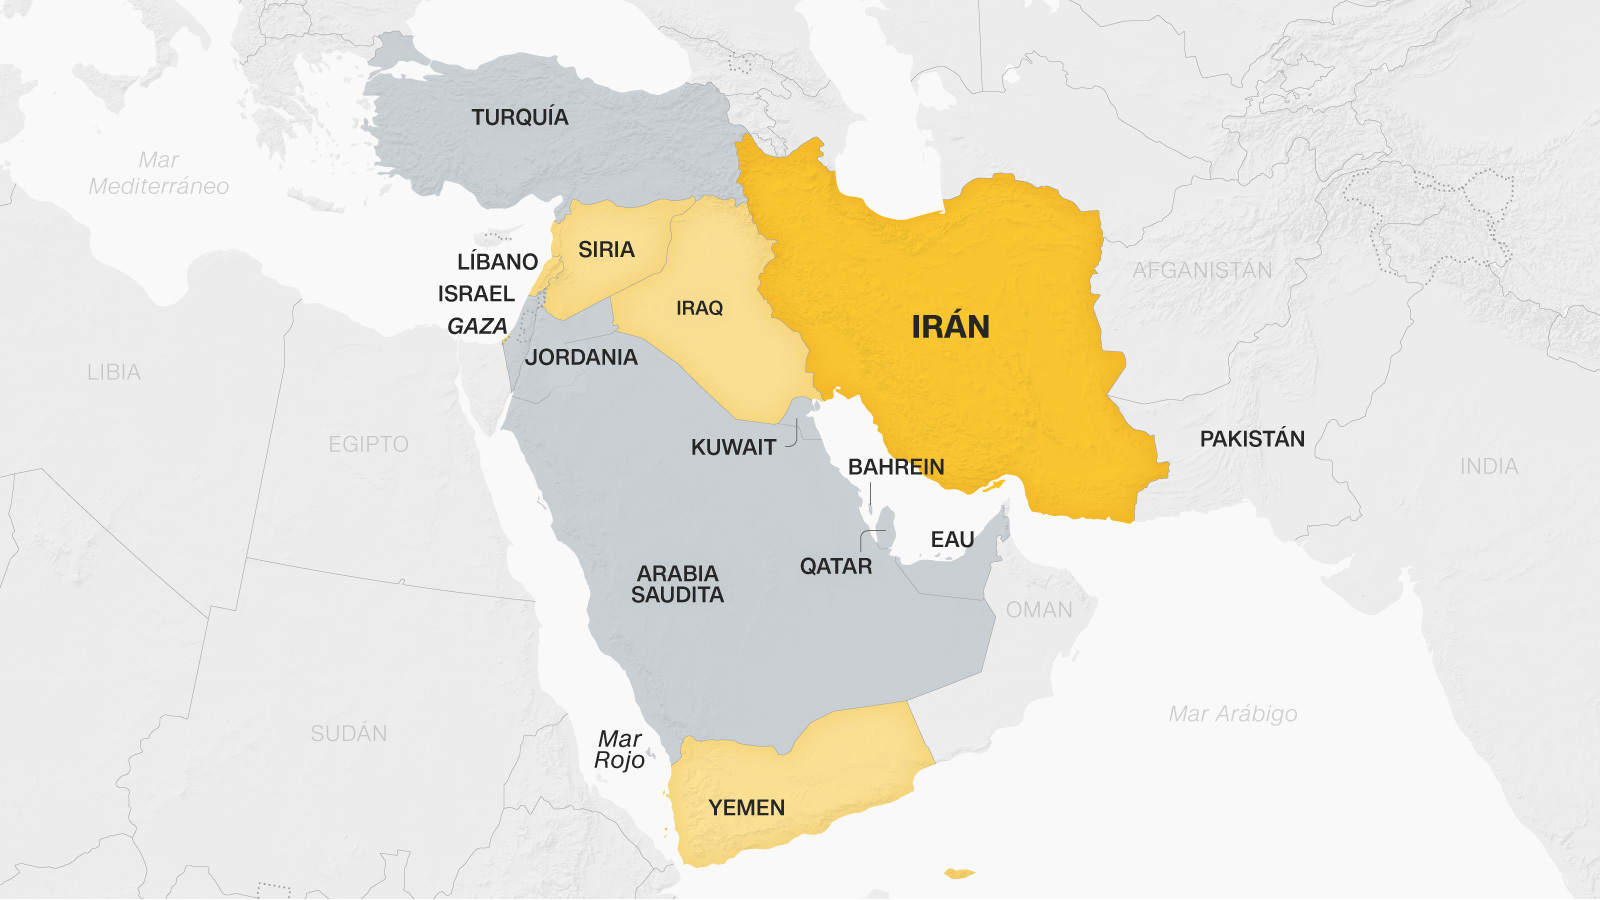 TURQUÍA
Mar
Mediterráneo
SIRIA
LÍBANO
ISRAEL
GAZA
IRAQ
IRÁN
AFGANISTÁN
JORDANIA
LIBIA
EGIPTO
KUWAIT
PAKISTÁN
BAHREIN
INDIA
EAU
QATAR
ARABIA
SAUDITA
OMAN
Mar Arábigo
SUDÁN
Mar
Rojo
YEMEN